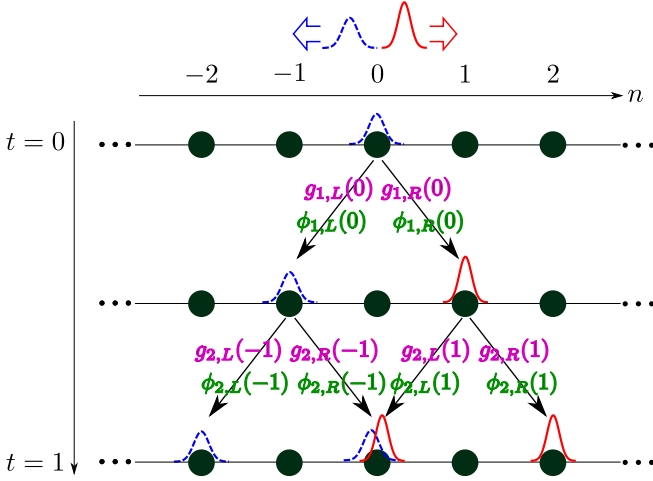 −2 −1 0 1 2 n
t = 0
g1,L(0) g1,R(0)
ϕ1,L(0) ϕ1,R(0)
g2,L(−1) g2,R(−1) g2,L(1) g2,R(1)
ϕ2,L(−1) ϕ2,R(−1) ϕ2,L(1) ϕ2,R(1)
t = 1